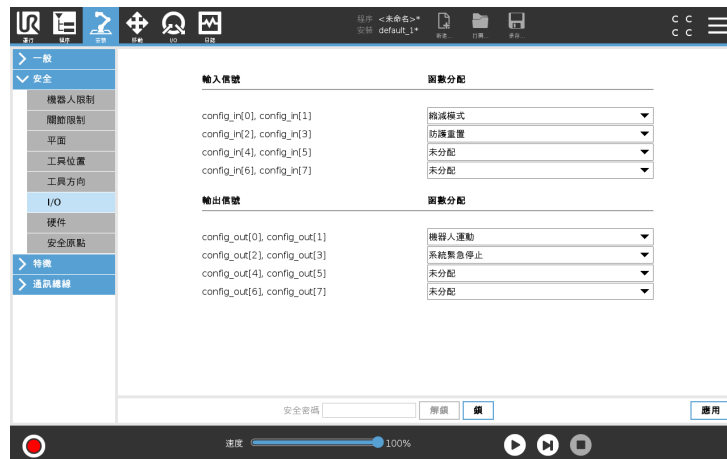 UR
運行
程序
安裝
移動
I/O
日誌
程序 <未命名>*
安裝 default_1*
新建...
打開...
保存...
C C
C C
一般
安全
機器人限制
關節限制
平面
工具位置
工具方向
I/O
硬件
安全原點
特徵
通訊總線
輸入信號 函數分配
config_in[0], config_in[1] 縮減模式
config_in[2], config_in[3] 防護重置
config_in[4], config_in[5] 未分配
config_in[6], config_in[7] 未分配
輸出信號 函數分配
config_out[0], config_out[1] 機器人運動
config_out[2], config_out[3] 系統緊急停止
config_out[4], config_out[5] 未分配
config_out[6], config_out[7] 未分配
安全密碼 解鎖 鎖 應用
速度 100%